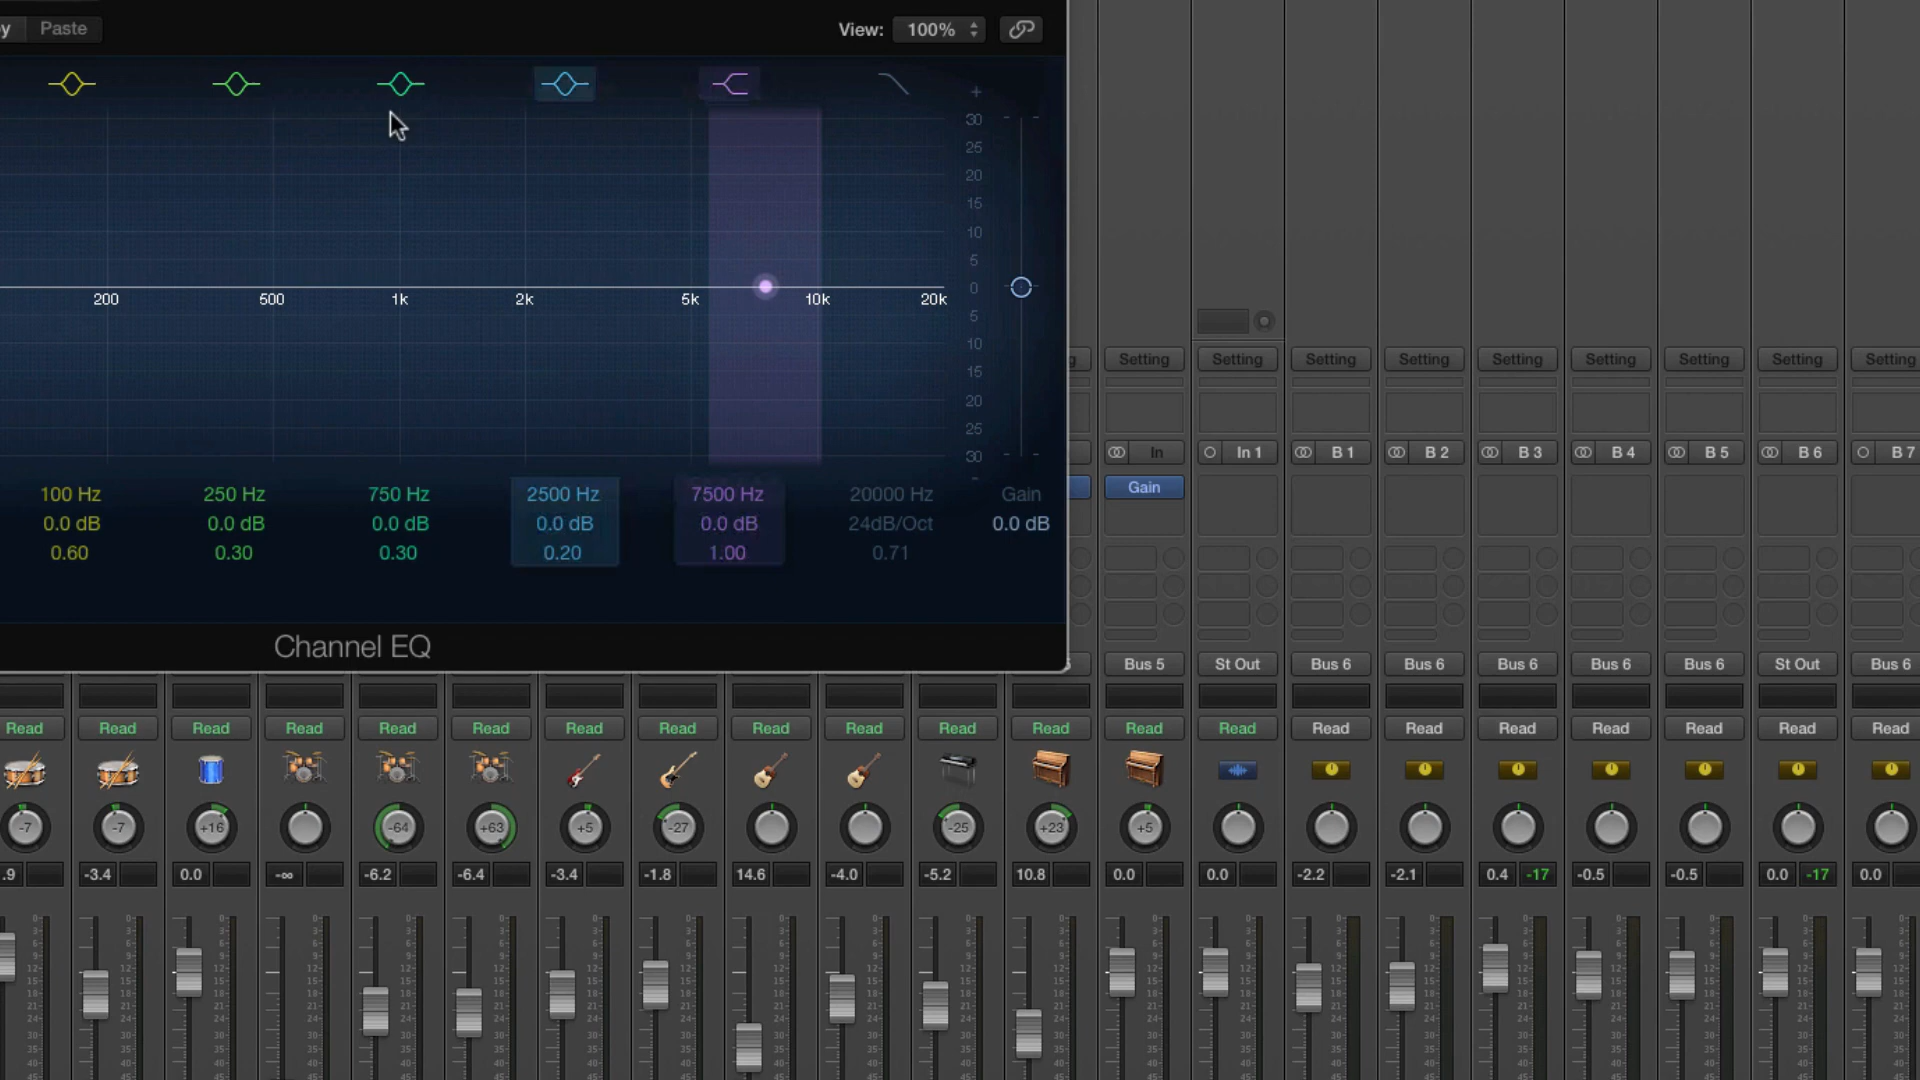 y Paste View: 100%
+
30
25
20
15
10
5
0
5
10
15
20
25
30
-
200 500 1k 2k 5k 10k 20k
100 Hz 250 Hz 750 Hz 2500 Hz 7500 Hz 20000 Hz Gain
0.0 dB 0.0 dB 0.0 dB 0.0 dB 0.0 dB 24dB/Oct 0.0 dB
0.60 0.30 0.30 0.20 1.00 0.71
Channel EQ
g Setting Setting Setting Setting Setting Setting Setting Setting Setting
In In 1 B 1 B 2 B 3 B 4 B 5 B 6 B 7
Gain
Bus 5 St Out Bus 6 Bus 6 Bus 6 Bus 6 Bus 6 St Out Bus 6
Read Read Read Read Read Read Read Read Read Read Read Read Read Read Read Read Read Read Read Read Read
-7 -7 +16 -64 +63 +5 -27 -25 +23 +5
.9 -3.4 0.0 -∞ -6.2 -6.4 -3.4 -1.8 14.6 -4.0 -5.2 10.8 0.0 0.0 -2.2 -2.1 0.4 -17 -0.5 -0.5 0.0 -17 0.0